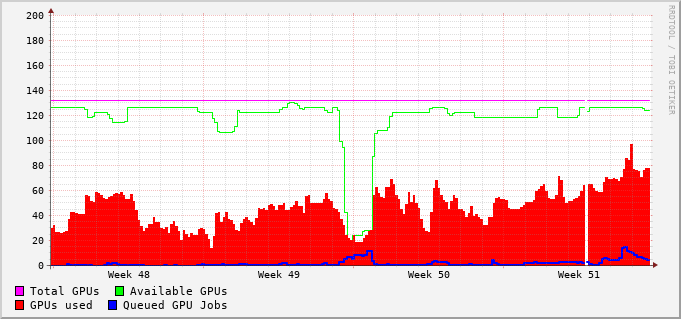 RRDTOOL / TOBI OETIKER
200
180
160
140
120
100
80
60
40
20
0
Week 48 Week 49 Week 50 Week 51
Total GPUs Available GPUs
GPUs used Queued GPU Jobs